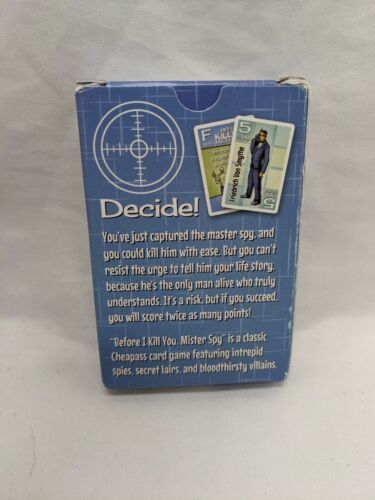 F
KILL
5
Friedrich Von Smythe
5
Decide!
You've just captured the master spy, and
you could kill him with ease. But you can't
resist the urge to tell him your life story,
because he's the only man alive who truly
understands. It's a risk, but if you succeed,
you will score twice as many points!
"Before I Kill You, Mister Spy" is a classic
Cheapass card game featuring intrepid
spies, secret lairs, and bloodthirsty villains.